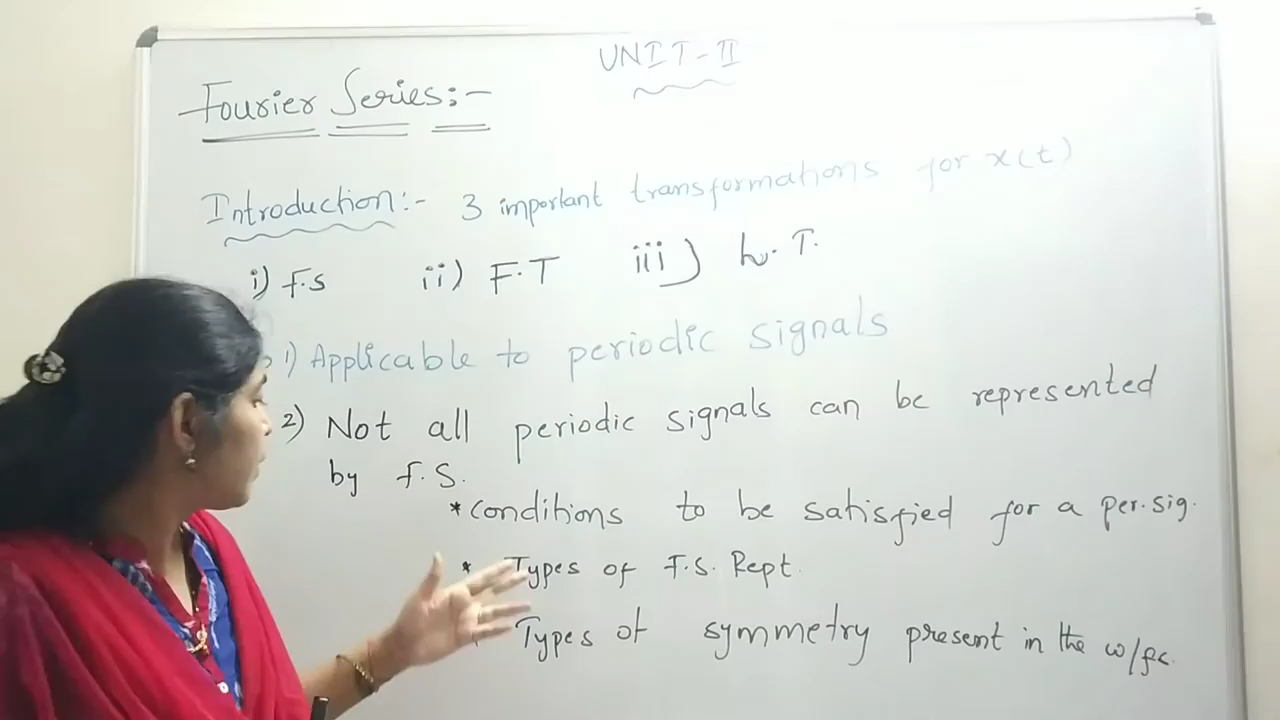 UNIT-II
Fourier Series:-
Introduction:- 3 important transformations for x(t)
i) F.S ii) F.T iii) L.T.
1) Applicable to periodic signals
2) Not all periodic signals can be represented
by F.S.
*conditions to be satisfied for a per.sig.
* Types of F.S. Rept.
Types of symmetry present in the w/fs.